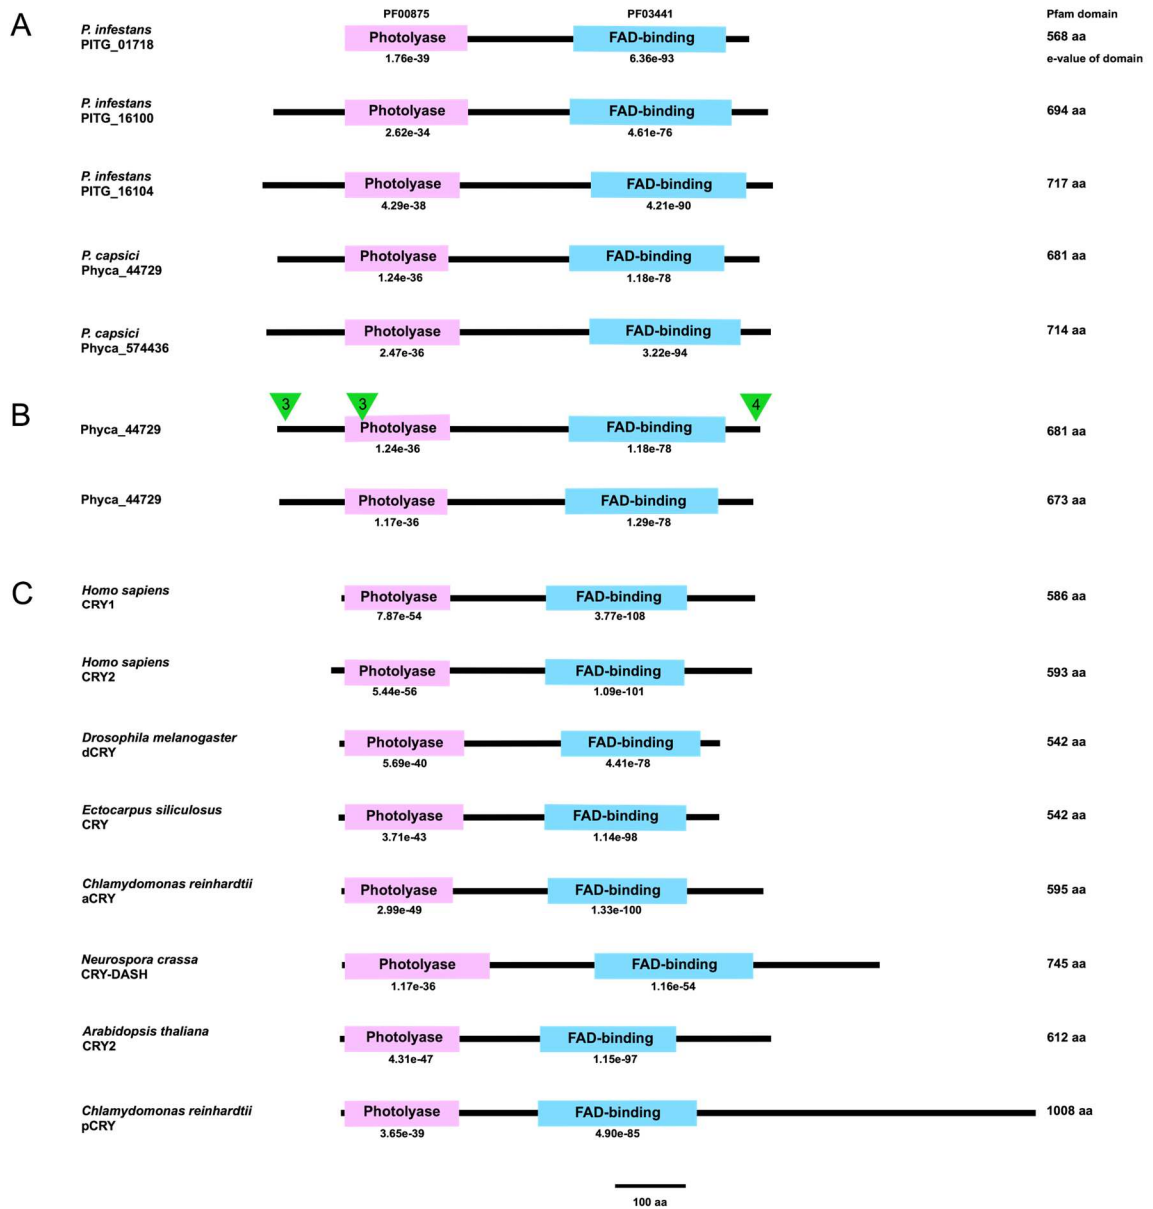 A
PF00875 PF03441 Pfam domain
P. infestans
PITG_01718
Photolyase FAD-binding 568 aa
1.76e-39 6.36e-93 e-value of domain
P. infestans
PITG_16100
Photolyase FAD-binding 694 aa
2.62e-34 4.61e-76
P. infestans
PITG_16104
Photolyase FAD-binding 717 aa
4.29e-38 4.21e-90
P. capsici
Phyca_44729
Photolyase FAD-binding 681 aa
1.24e-36 1.18e-78
P. capsici
Phyca_574436
Photolyase FAD-binding 714 aa
2.47e-36 3.22e-94
B
3 3 4
Phyca_44729 Photolyase FAD-binding 681 aa
1.24e-36 1.18e-78
Phyca_44729 Photolyase FAD-binding 673 aa
1.17e-36 1.29e-78
C
Homo sapiens
CRY1
Photolyase FAD-binding 586 aa
7.87e-54 3.77e-108
Homo sapiens
CRY2
Photolyase FAD-binding 593 aa
5.44e-56 1.09e-101
Drosophila melanogaster
dCRY
Photolyase FAD-binding 542 aa
5.69e-40 4.41e-78
Ectocarpus siliculosus
CRY
Photolyase FAD-binding 542 aa
3.71e-43 1.14e-98
Chlamydomonas reinhardtii
aCRY
Photolyase FAD-binding 595 aa
2.99e-49 1.33e-100
Neurospora crassa
CRY-DASH
Photolyase FAD-binding 745 aa
1.17e-36 1.16e-54
Arabidopsis thaliana
CRY2
Photolyase FAD-binding 612 aa
4.31e-47 1.15e-97
Chlamydomonas reinhardtii
pCRY
Photolyase FAD-binding 1008 aa
3.65e-39 4.90e-85
100 aa